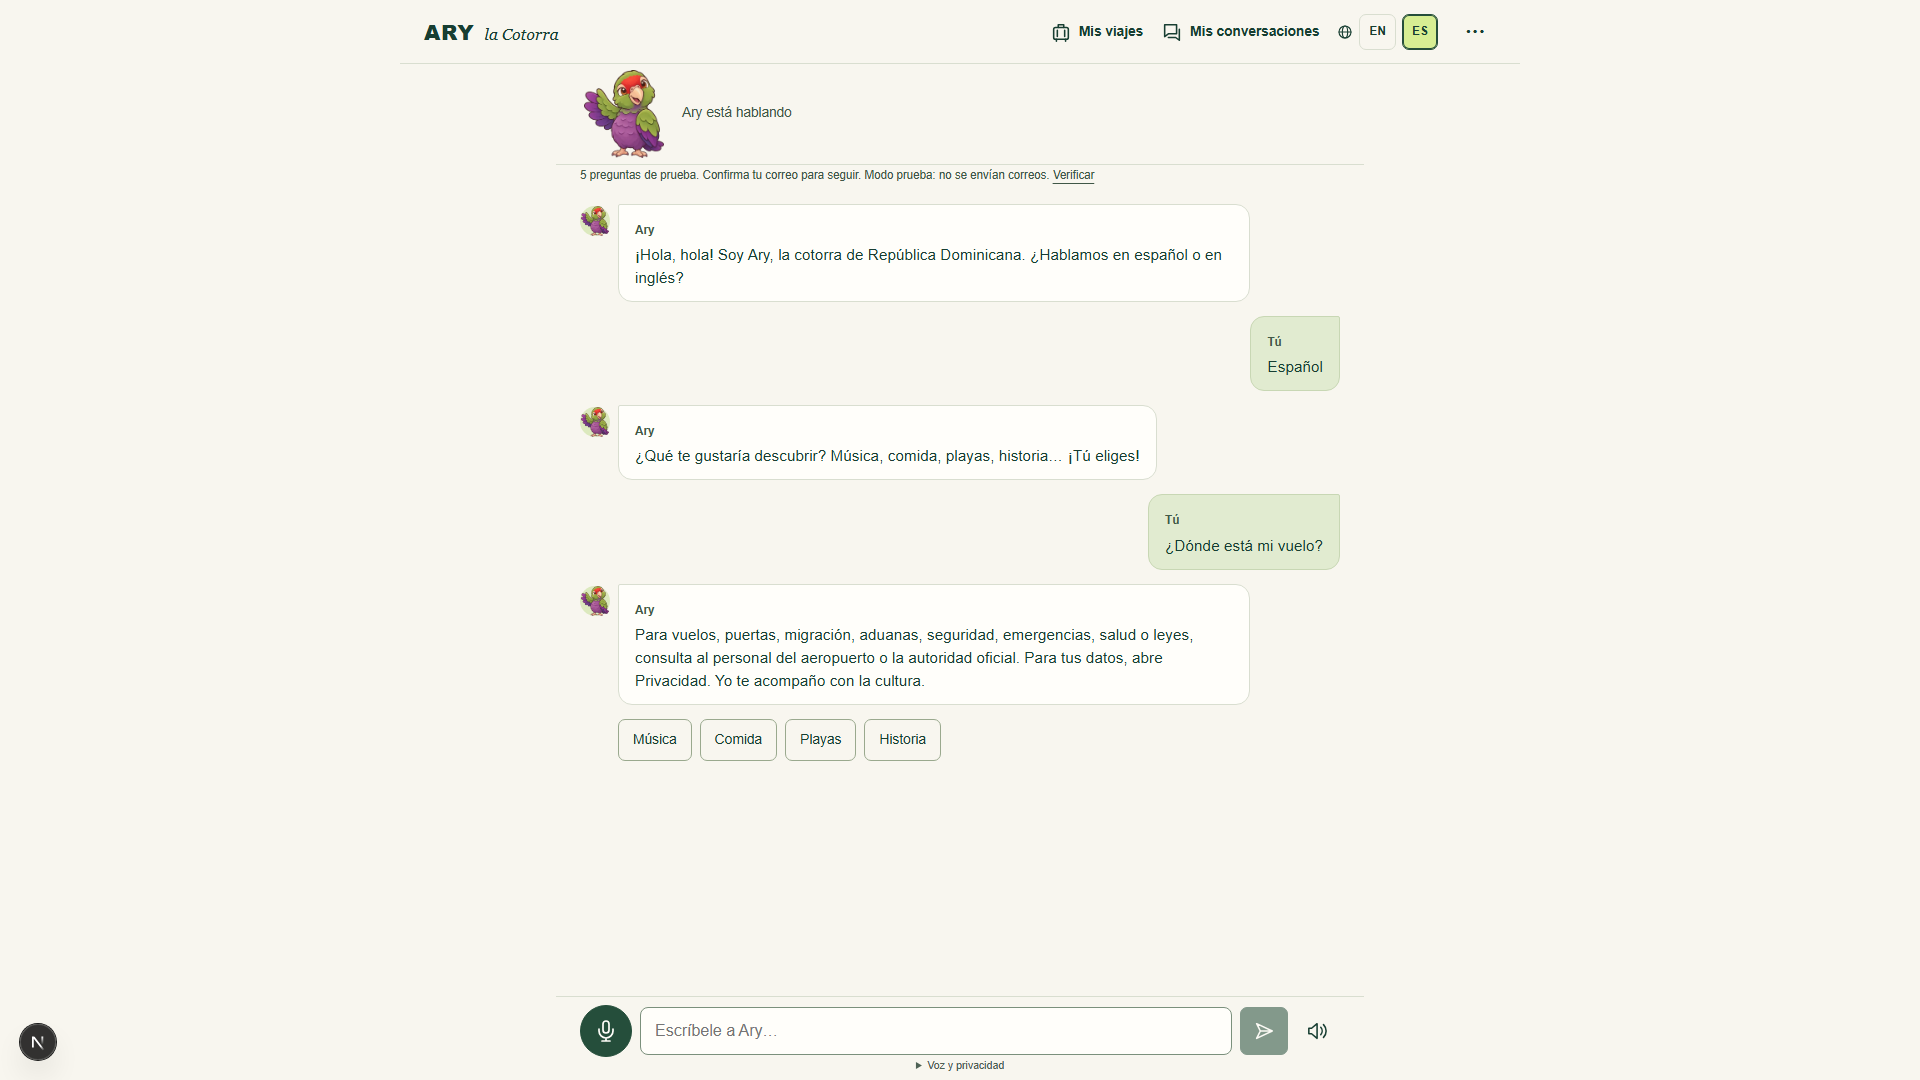 ARY la Cotorra
Mis viajes
Mis conversaciones
EN
ES
Ary está hablando
5 preguntas de prueba. Confirma tu correo para seguir. Modo prueba: no se envían correos. Verificar
Ary
¡Hola, hola! Soy Ary, la cotorra de República Dominicana. ¿Hablamos en español o en
inglés?
Tú
Español
Ary
¿Qué te gustaría descubrir? Música, comida, playas, historia… ¡Tú eliges!
Tú
¿Dónde está mi vuelo?
Ary
Para vuelos, puertas, migración, aduanas, seguridad, emergencias, salud o leyes,
consulta al personal del aeropuerto o la autoridad oficial. Para tus datos, abre
Privacidad. Yo te acompaño con la cultura.
Música
Comida
Playas
Historia
Escríbele a Ary…
Voz y privacidad
N